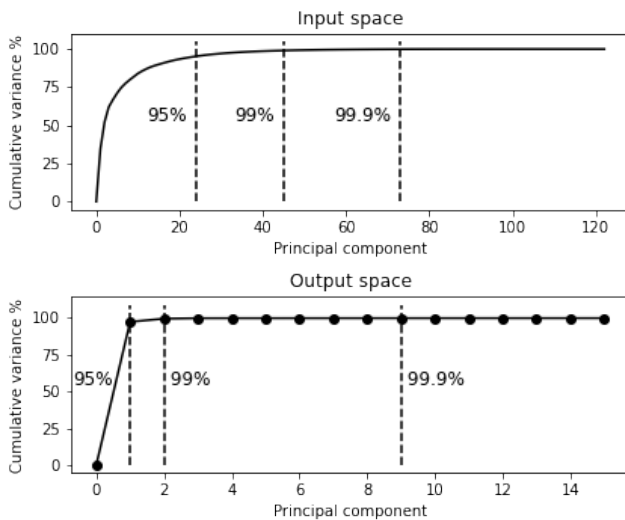 Input space
Cumulative variance %
100
75
50
25
0
95%
99%
99.9%
0 20 40 60 80 100 120
Principal component
Output space
Cumulative variance %
100
75
50
25
0
95%
99%
99.9%
0 2 4 6 8 10 12 14
Principal component